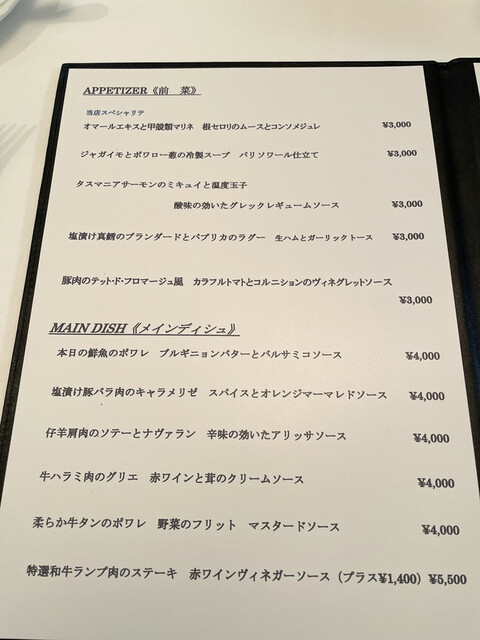 APPETIZER《前　菜》
当店スペシャリテ
オマールエキスと甲殻類マリネ　根セロリのムースとコンソメジュレ　¥3,000
ジャガイモとポワロー葱の冷製スープ　パリソワール仕立て　¥3,000
タスマニアサーモンのミキュイと温度玉子
酸味の効いたグレックレギュームソース　¥3,000
塩漬け真鱈のブランダードとパプリカのラグー　生ハムとガーリックトース　¥3,000
豚肉のテット・ド・フロマージュ風　カラフルトマトとコルニションのヴィネグレットソース
¥3,000
MAIN DISH《メインディシュ》
本日の鮮魚のポワレ　ブルギニョンバターとバルサミコソース　¥4,000
塩漬け豚バラ肉のキャラメリゼ　スパイスとオレンジマーマレドソース　¥4,000
仔羊肩肉のソテーとナヴァラン　辛味の効いたアリッサソース　¥4,000
牛ハラミ肉のグリエ　赤ワインと茸のクリームソース　¥4,000
柔らか牛タンのポワレ　野菜のフリット　マスタードソース　¥4,000
特選和牛ランプ肉のステーキ　赤ワインヴィネガーソース（プラス¥1,400）¥5,500